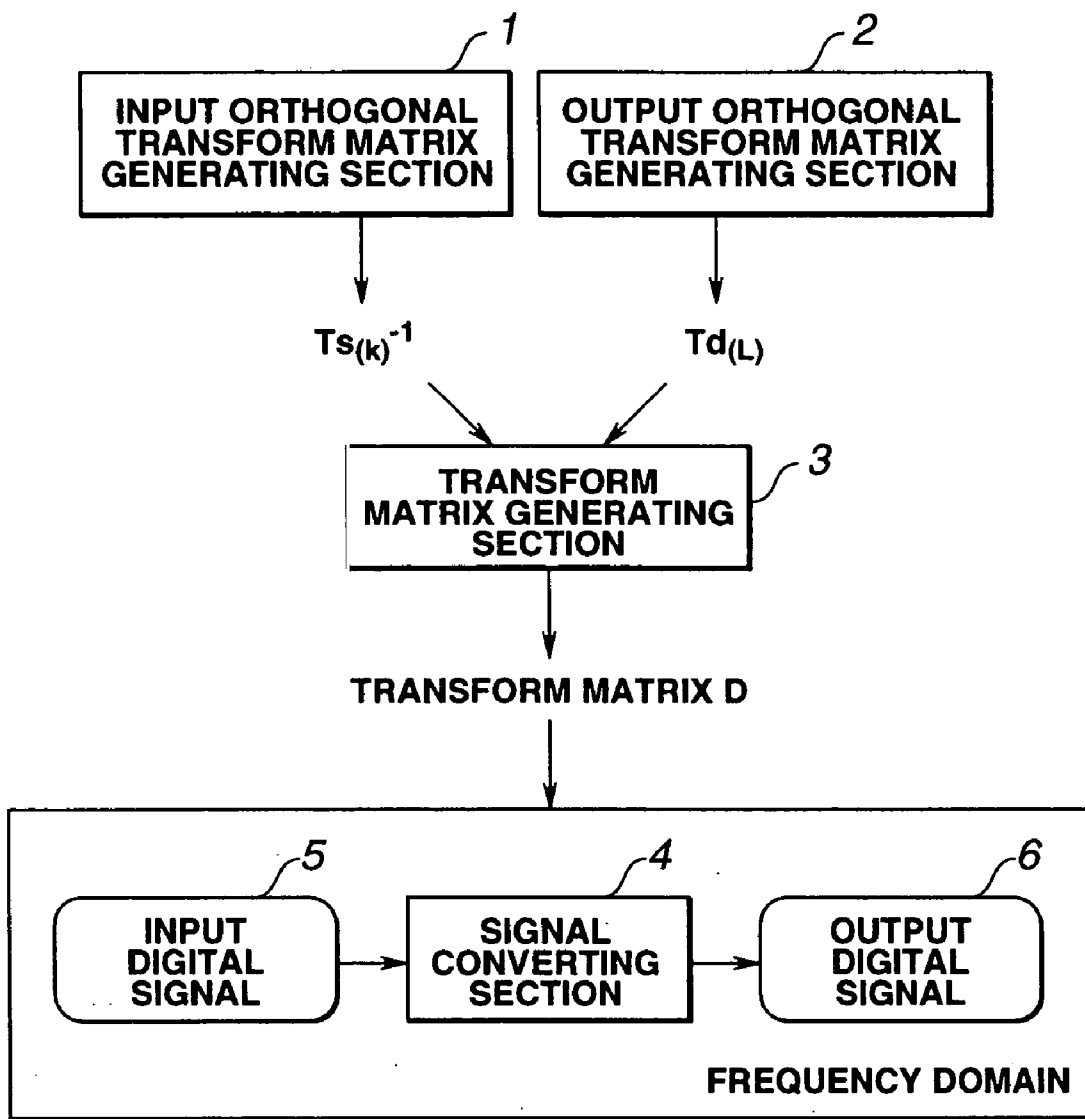 1
2
INPUT ORTHOGONAL
TRANSFORM MATRIX
GENERATING SECTION
OUTPUT ORTHOGONAL
TRANSFORM MATRIX
GENERATING SECTION
Ts(k)-1
Td(L)
3
TRANSFORM
MATRIX GENERATING
SECTION
TRANSFORM MATRIX D
5
4
6
INPUT
DIGITAL
SIGNAL
SIGNAL
CONVERTING
SECTION
OUTPUT
DIGITAL
SIGNAL
FREQUENCY DOMAIN